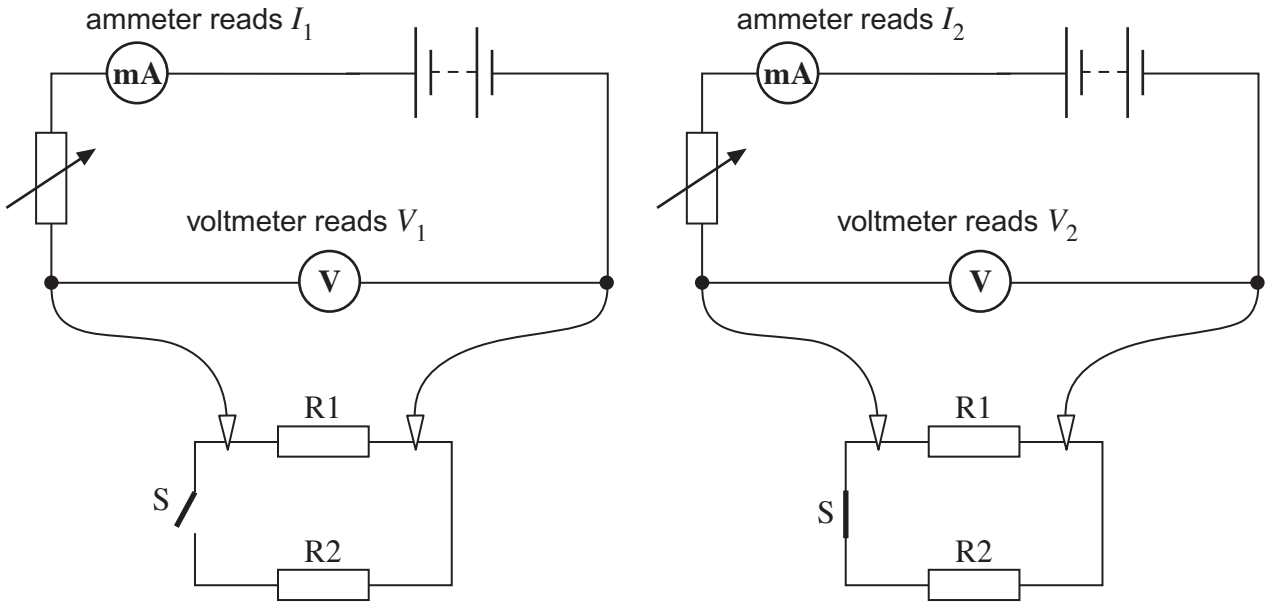 ammeter reads I₁
mA
voltmeter reads V₁
V
R1
S
R2
ammeter reads I₂
mA
voltmeter reads V₂
V
R1
S
R2